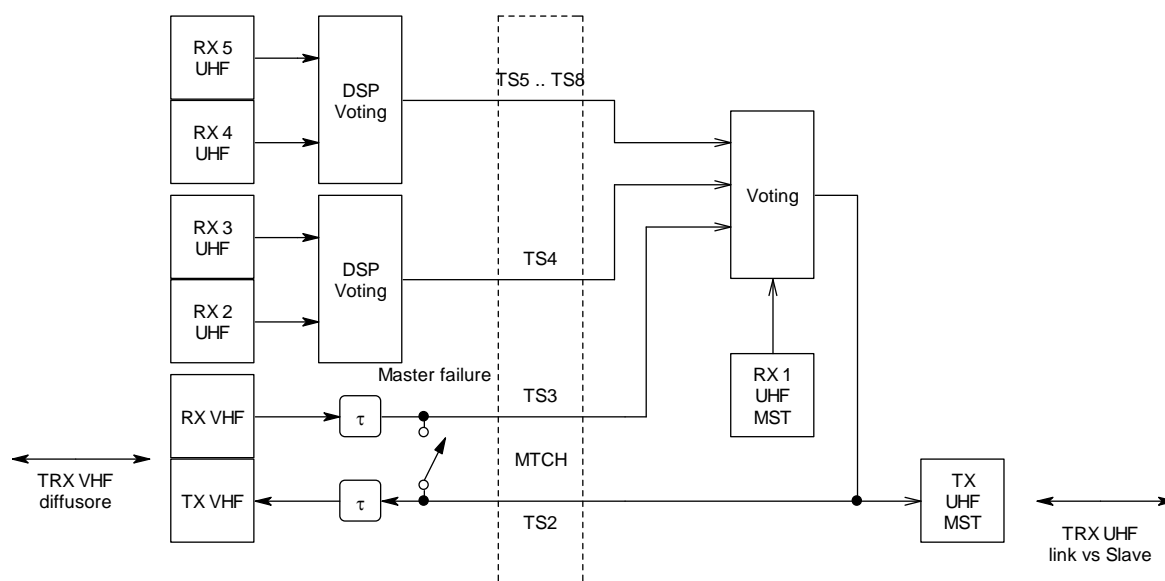 RX 5
UHF
DSP
Voting
TS5 .. TS8
RX 4
UHF
Voting
RX 3
UHF
DSP
Voting
TS4
RX 2
UHF
Master failure
RX 1
UHF
MST
RX VHF
τ
TS3
MTCH
TRX VHF
diffusore
TX VHF
τ
TS2
TX
UHF
MST
TRX UHF
link vs Slave